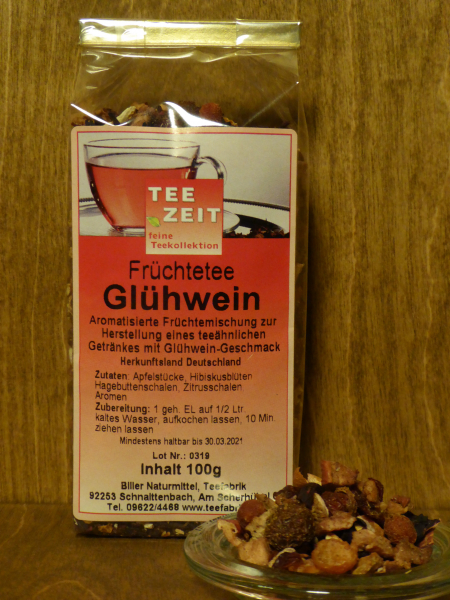 TEE
ZEIT
feine
Teekollektion
Früchtetee
Glühwein
Aromatisierte Früchtemischung zur
Herstellung eines teeähnlichen
Getränkes mit Glühwein-Geschmack
Herkunftsland Deutschland
Zutaten: Apfelstücke, Hibiskusblüten
Hagebuttenschalen, Zitrusschalen
Aromen
Zubereitung: 1 geh. EL auf 1/2 Ltr.
kaltes Wasser, aufkochen lassen, 10 Min.
ziehen lassen
Mindestens haltbar bis 30.03.2021
Lot Nr.: 0319
Inhalt 100g
Biller Naturmittel, Teefabrik
92253 Schnaittenbach, Am Scherhübel
Tel. 09622/4468 www.teefab